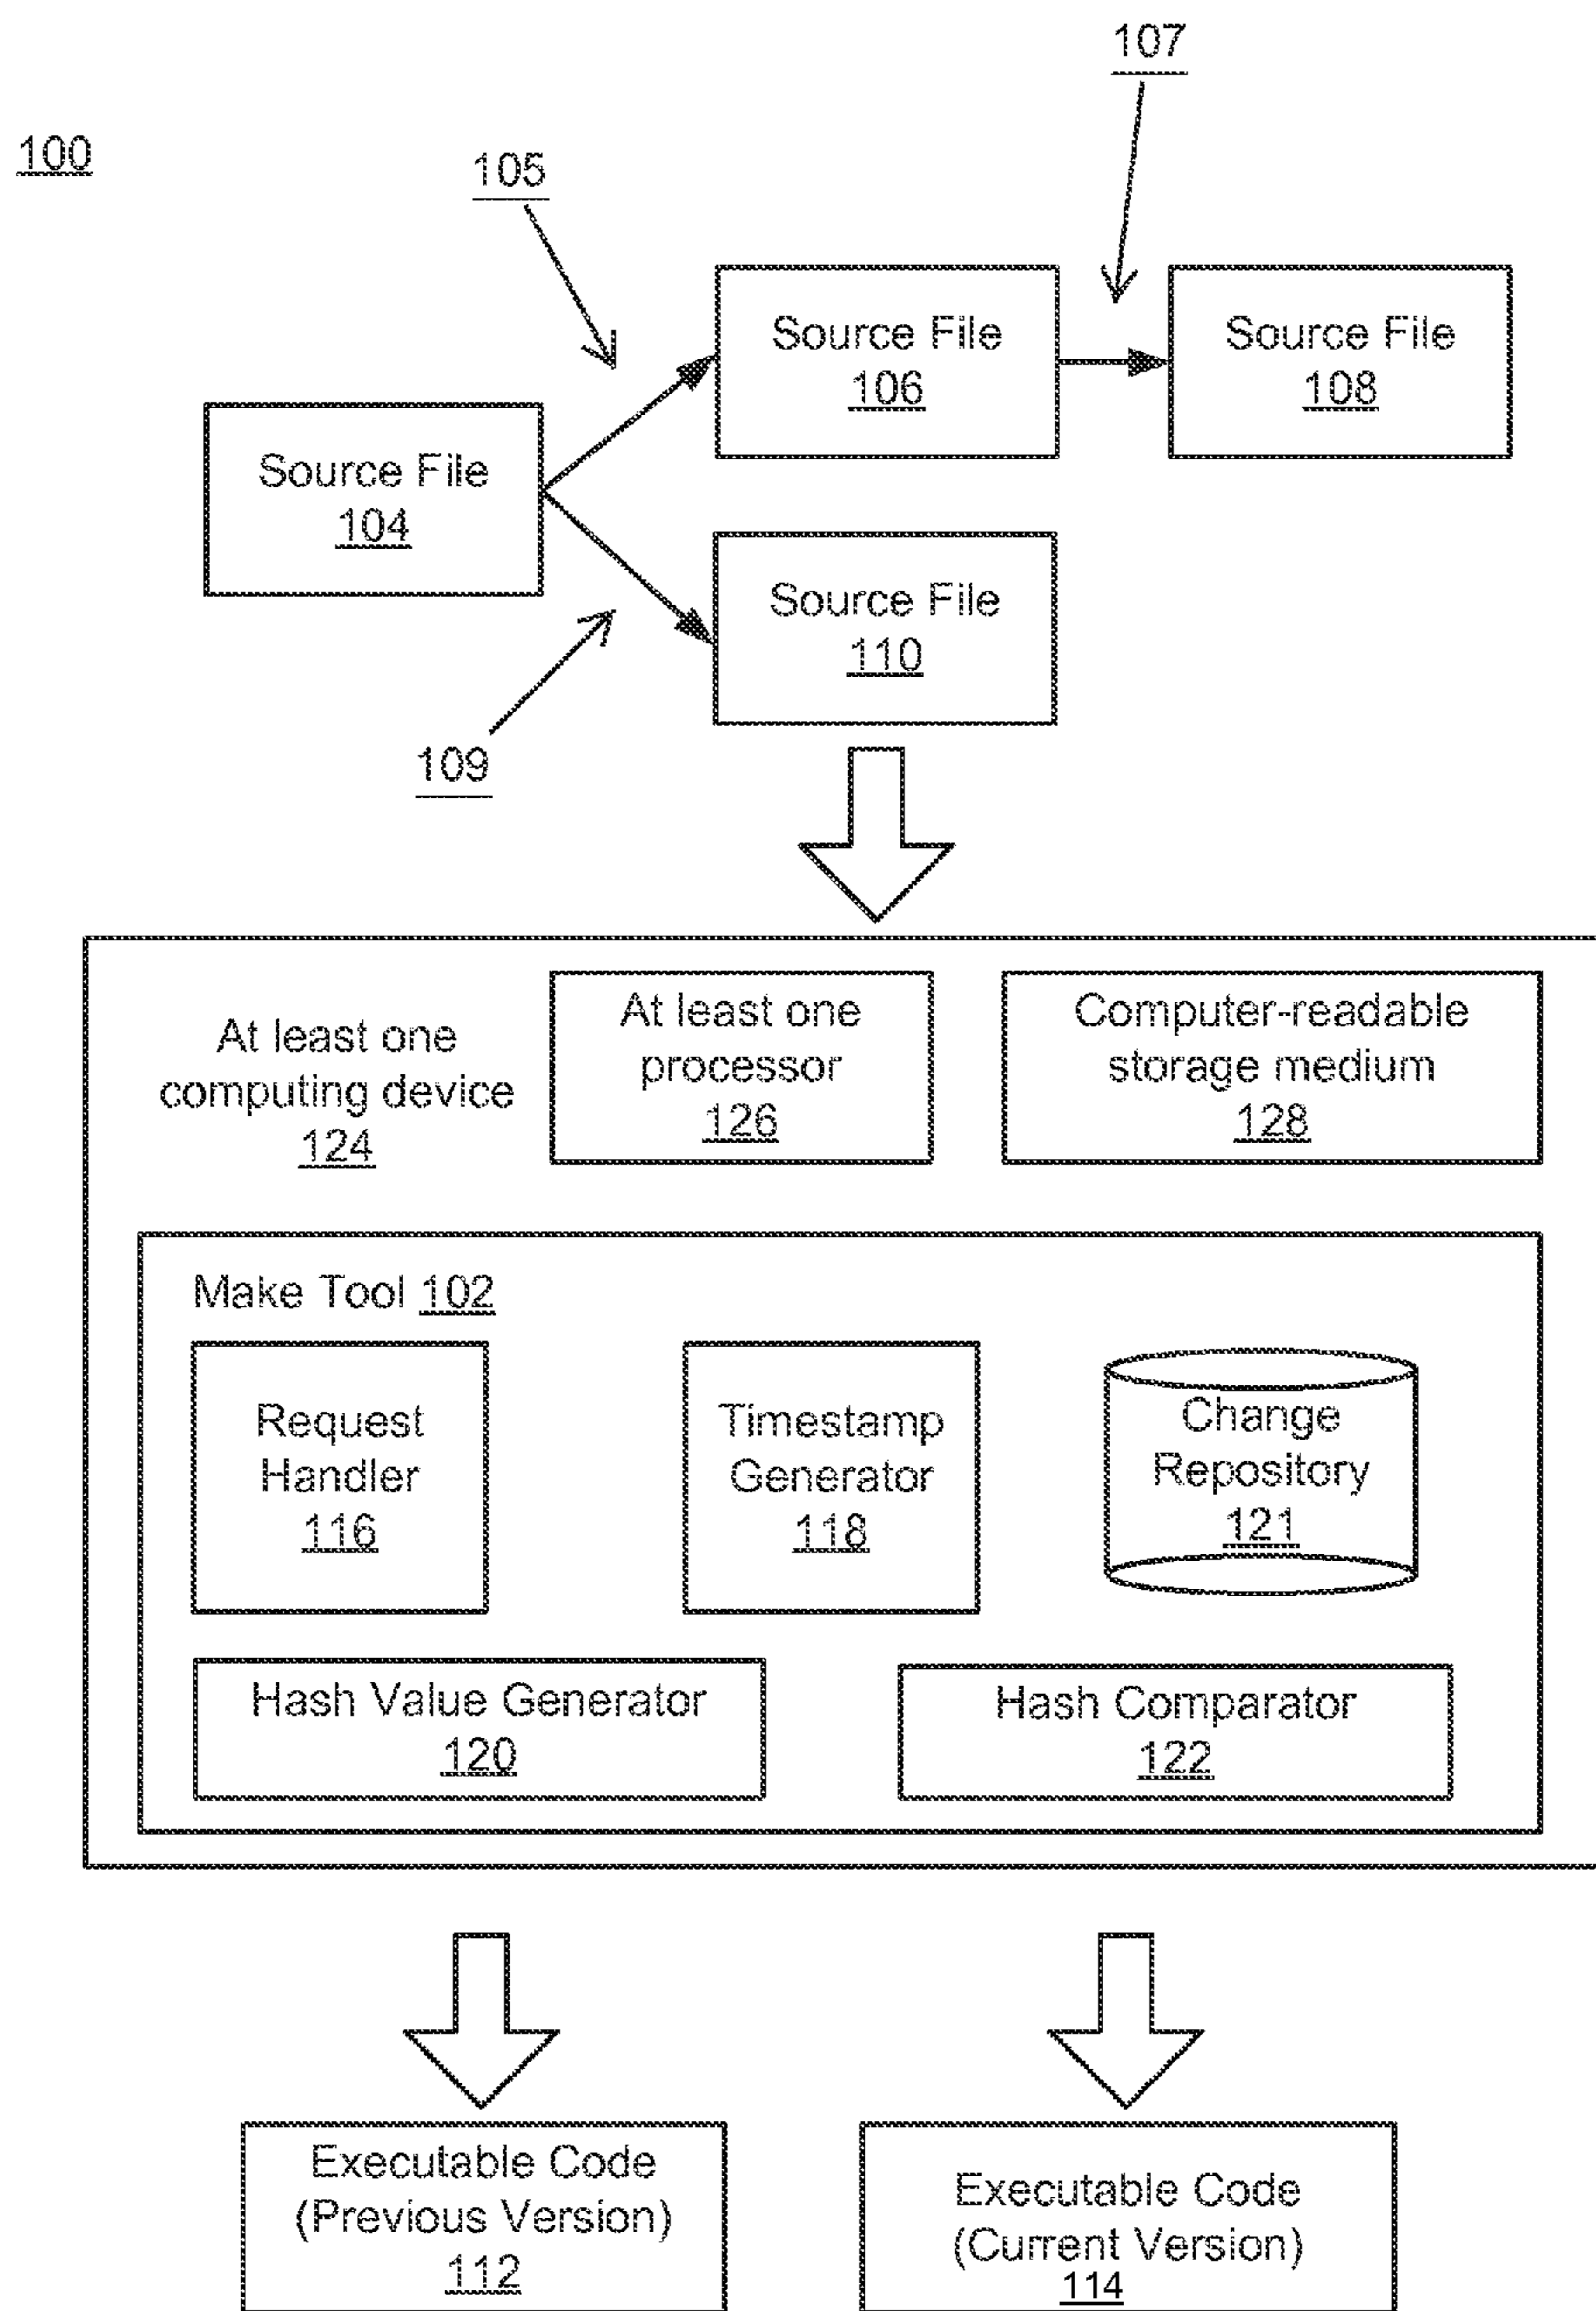 107
100
105
Source File
106
Source File
108
Source File
104
Source File
110
109
At least one
computing device
124
At least one
processor
126
Computer-readable
storage medium
128
Make Tool 102
Request
Handler
116
Timestamp
Generator
118
Change
Repository
121
Hash Value Generator
120
Hash Comparator
122
Executable Code
(Previous Version)
112
Executable Code
(Current Version)
114